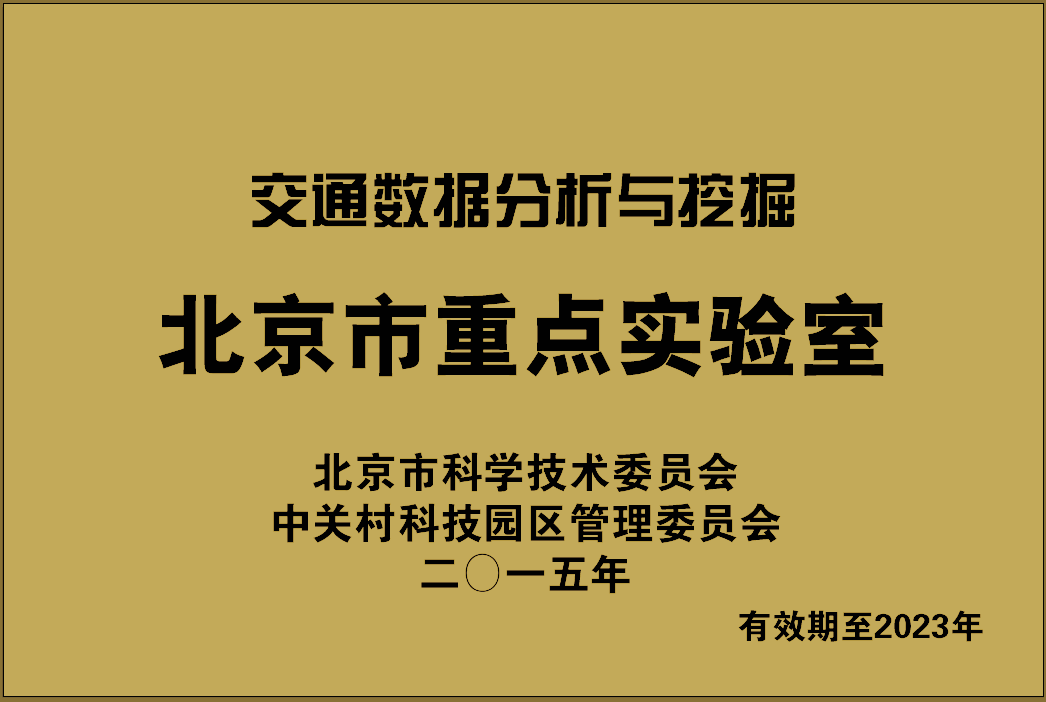 交通数据分析与挖掘
北京市重点实验室
北京市科学技术委员会
中关村科技园区管理委员会
二〇一五年
有效期至2023年